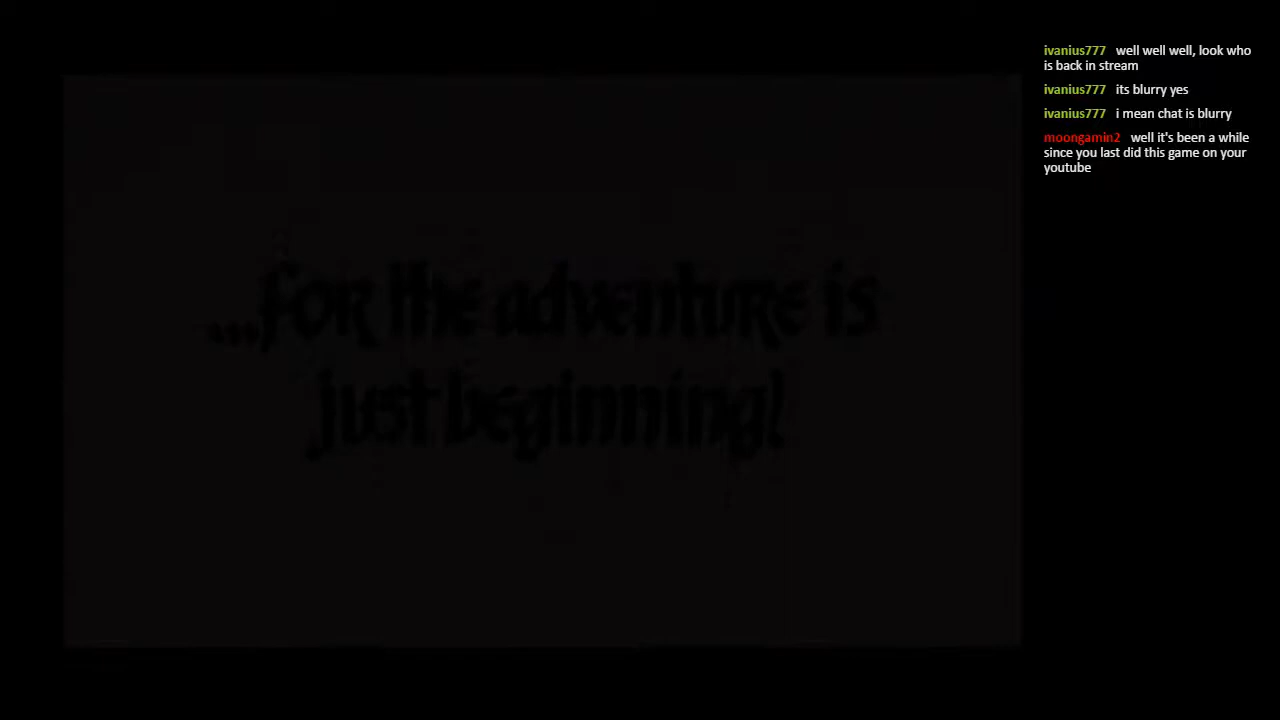 ...for the adventure is
just beginning!
ivanius777 well well well, look who
is back in stream
ivanius777 its blurry yes
ivanius777 i mean chat is blurry
moongamin2 well it's been a while
since you last did this game on your
youtube